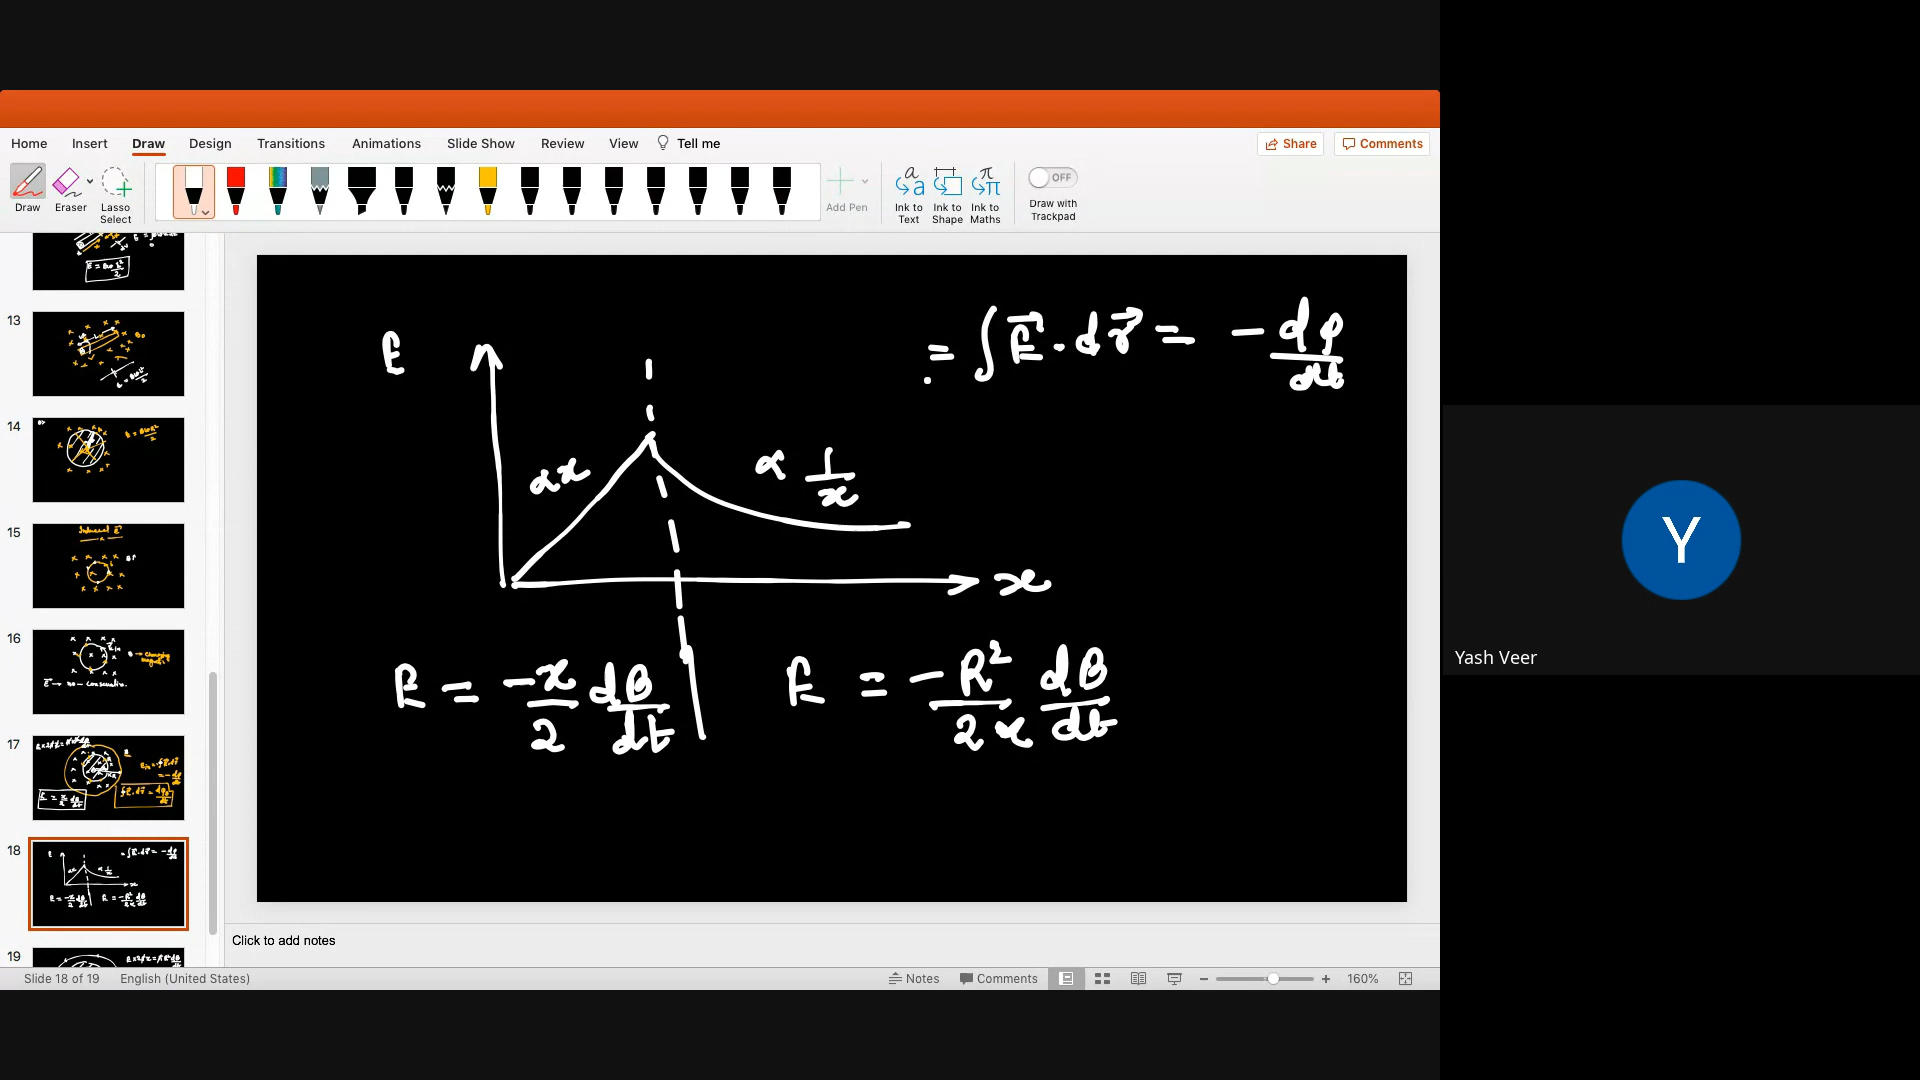 Home Insert Draw Design Transitions Animations Slide Show Review View Tell me Share Comments
Draw Eraser Lasso Select Add Pen Ink to Text Ink to Shape Ink to Maths OFF Draw with Trackpad
a a π π
13
14
15
16
17
18
19
E
= ∫ E⃗ . d r⃗ = - dφ/dt
α x
α 1/x
x
E = -x/2 dB/dt
E = -R²/2x dB/dt
Y
Yash Veer
Click to add notes
Slide 18 of 19 English (United States) Notes Comments 160%